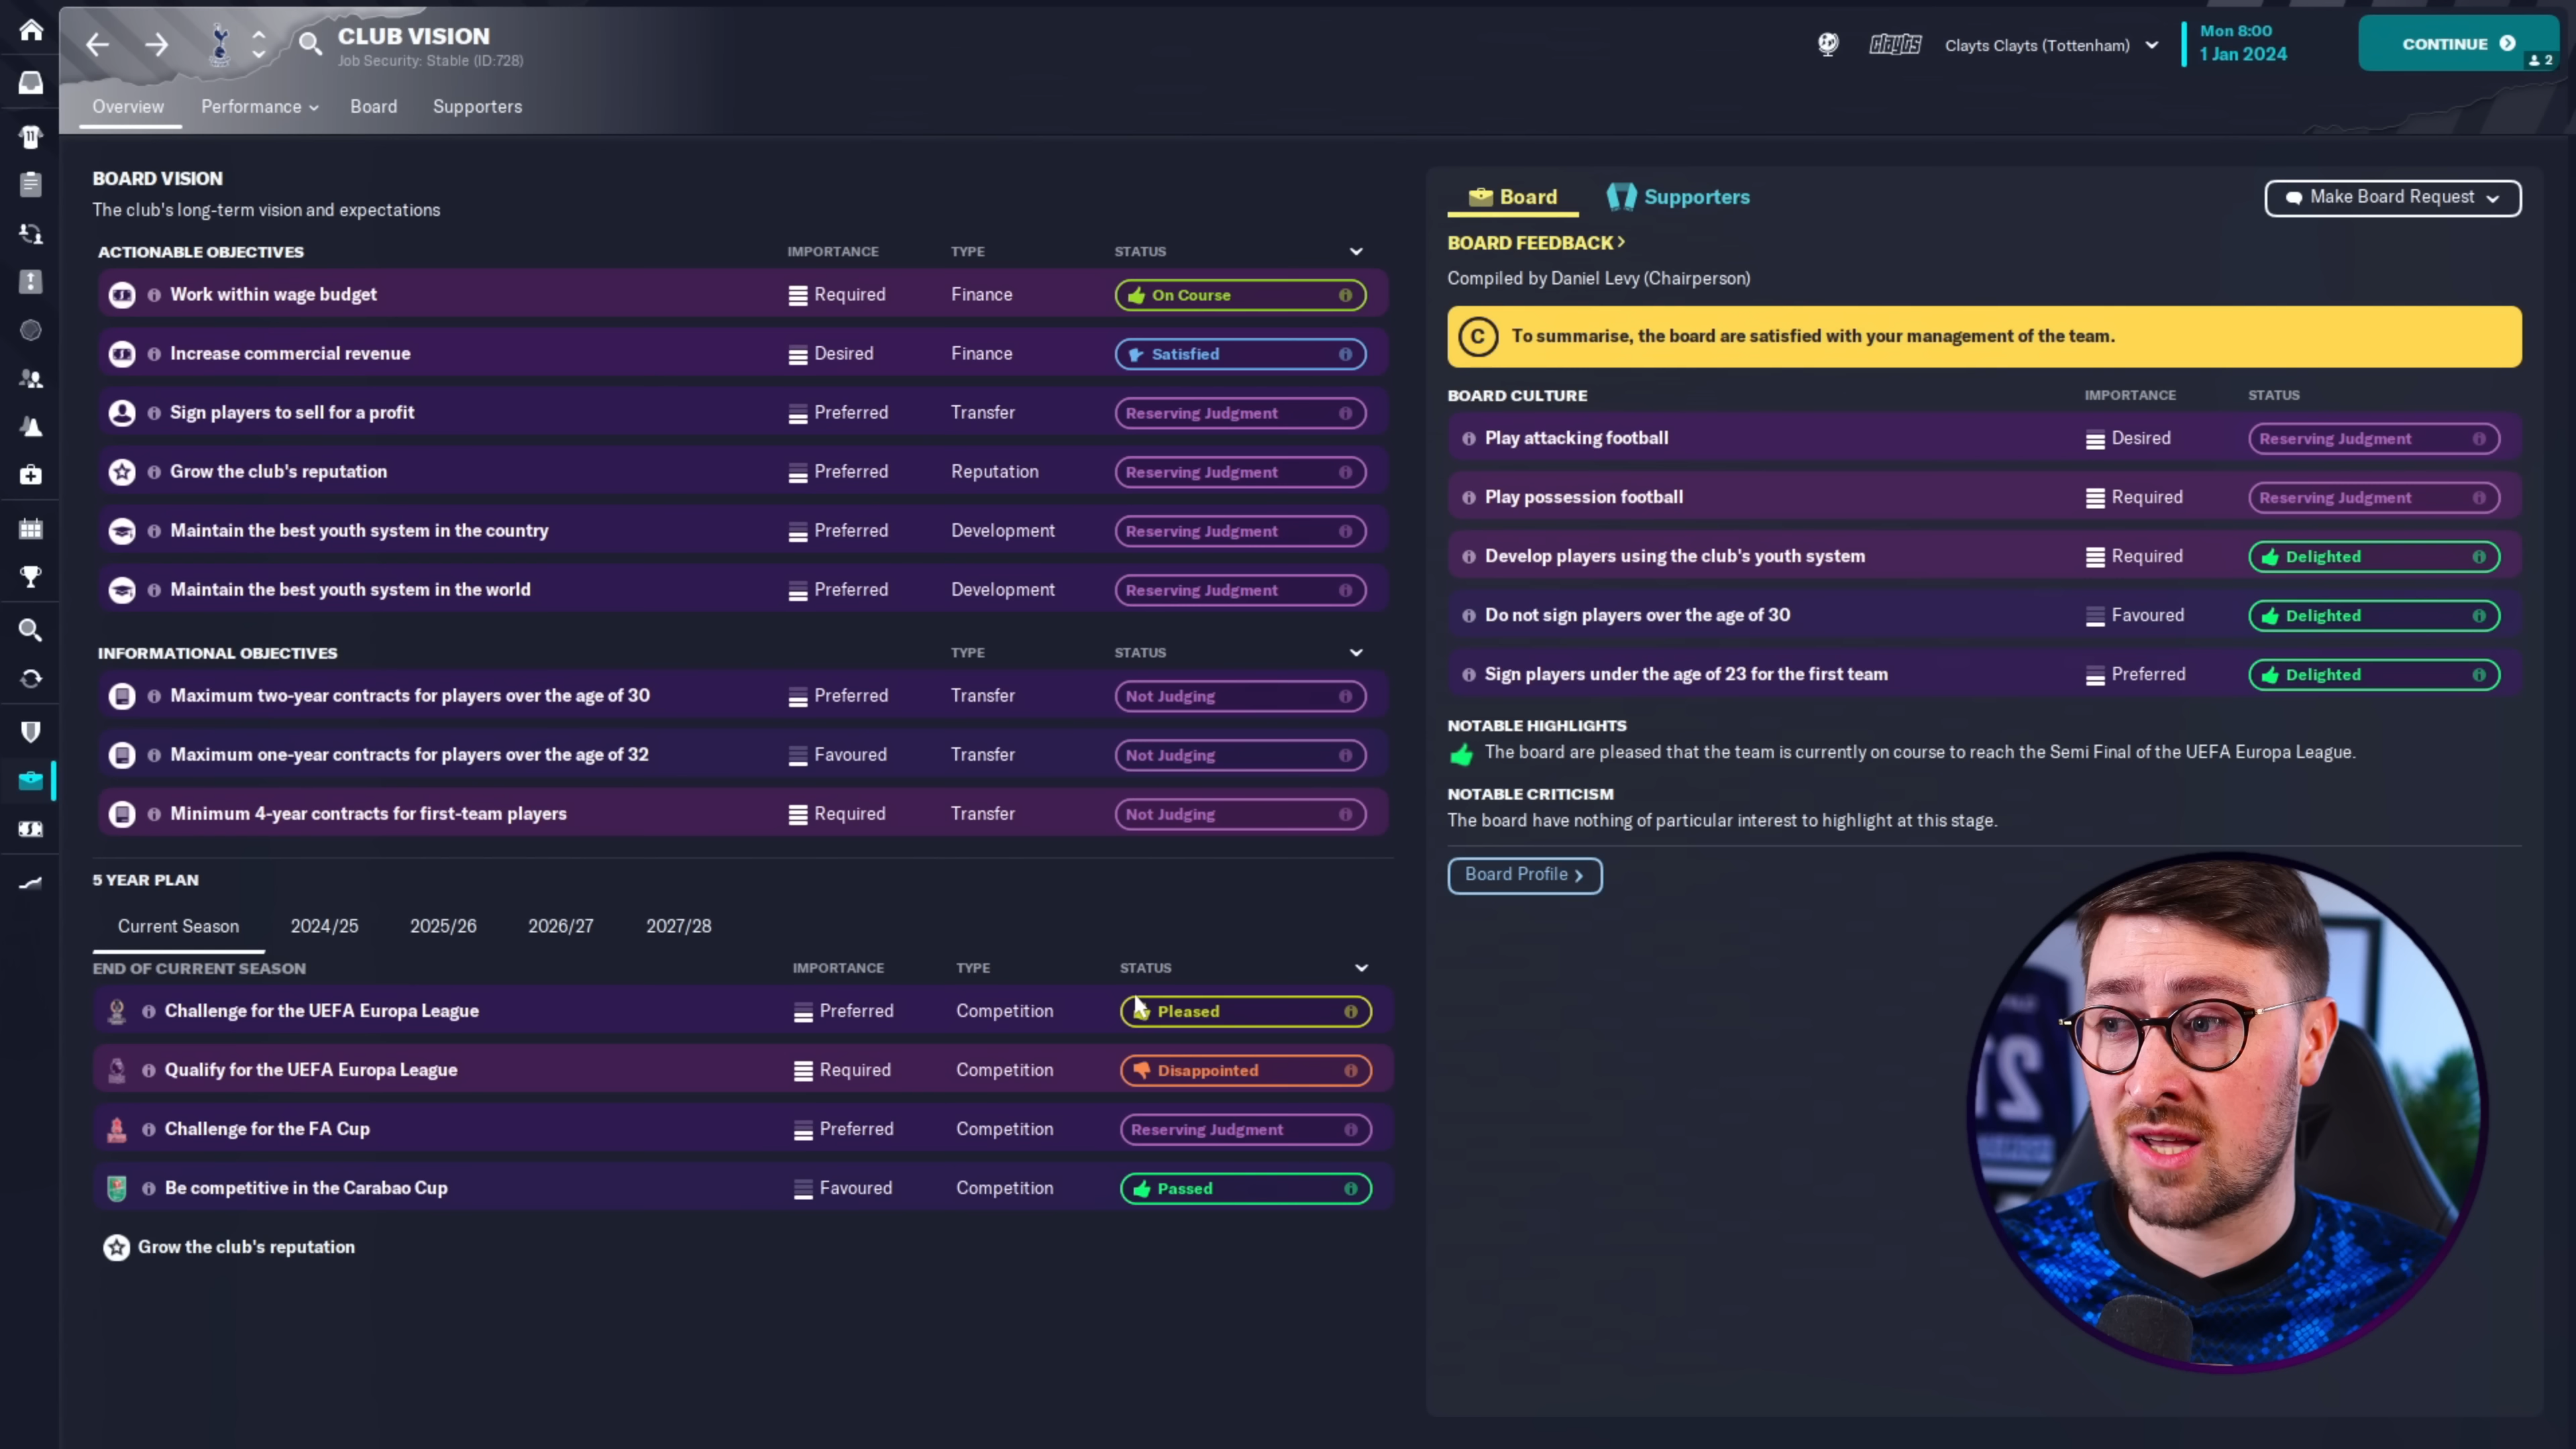 CLUB VISION
Job Security: Stable (ID:728)
clayts
Clayts Clayts (Tottenham)
Mon 8:00
1 Jan 2024
CONTINUE
2
Overview
Performance
Board
Supporters
11
BOARD VISION
The club's long-term vision and expectations
ACTIONABLE OBJECTIVES IMPORTANCE TYPE STATUS
Work within wage budget Required Finance On Course
Increase commercial revenue Desired Finance Satisfied
Sign players to sell for a profit Preferred Transfer Reserving Judgment
Grow the club's reputation Preferred Reputation Reserving Judgment
Maintain the best youth system in the country Preferred Development Reserving Judgment
Maintain the best youth system in the world Preferred Development Reserving Judgment
INFORMATIONAL OBJECTIVES TYPE STATUS
Maximum two-year contracts for players over the age of 30 Preferred Transfer Not Judging
Maximum one-year contracts for players over the age of 32 Favoured Transfer Not Judging
Minimum 4-year contracts for first-team players Required Transfer Not Judging
5 YEAR PLAN
Current Season 2024/25 2025/26 2026/27 2027/28
END OF CURRENT SEASON IMPORTANCE TYPE STATUS
Challenge for the UEFA Europa League Preferred Competition Pleased
Qualify for the UEFA Europa League Required Competition Disappointed
Challenge for the FA Cup Preferred Competition Reserving Judgment
Be competitive in the Carabao Cup Favoured Competition Passed
Grow the club's reputation
Board
Supporters
Make Board Request
BOARD FEEDBACK
Compiled by Daniel Levy (Chairperson)
C To summarise, the board are satisfied with your management of the team.
BOARD CULTURE IMPORTANCE STATUS
Play attacking football Desired Reserving Judgment
Play possession football Required Reserving Judgment
Develop players using the club's youth system Required Delighted
Do not sign players over the age of 30 Favoured Delighted
Sign players under the age of 23 for the first team Preferred Delighted
NOTABLE HIGHLIGHTS
The board are pleased that the team is currently on course to reach the Semi Final of the UEFA Europa League.
NOTABLE CRITICISM
The board have nothing of particular interest to highlight at this stage.
Board Profile